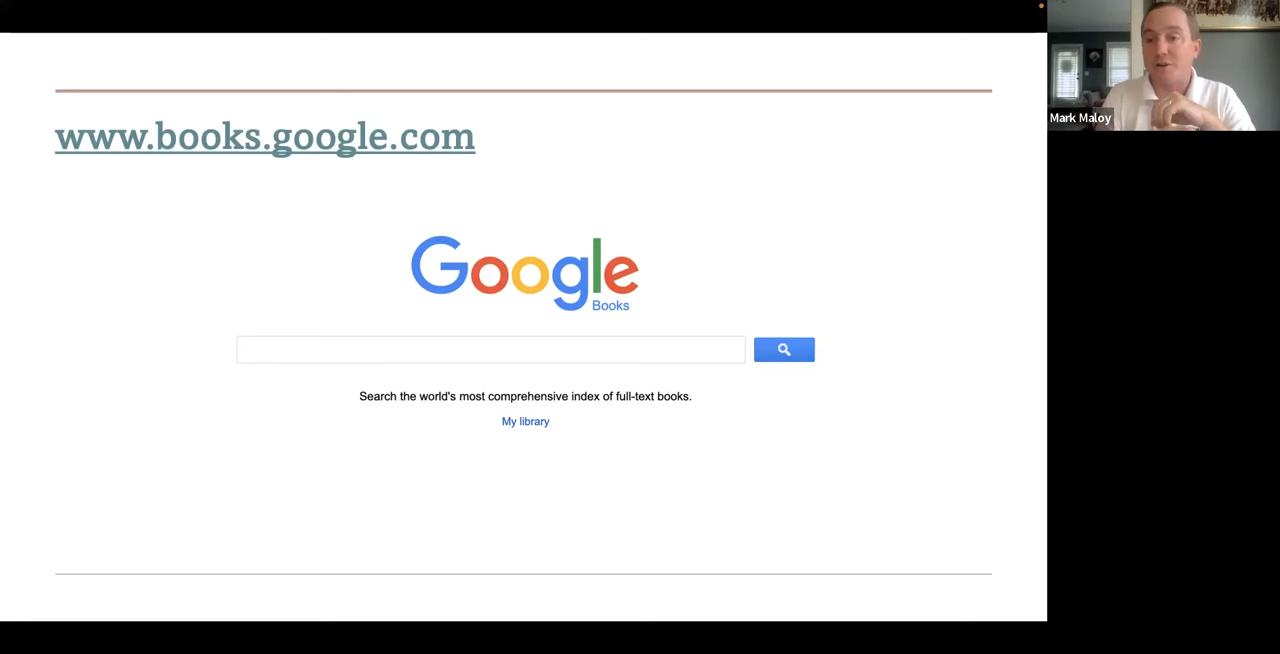 www.books.google.com
Google
Books
Search the world's most comprehensive index of full-text books.
My library
Mark Maloy